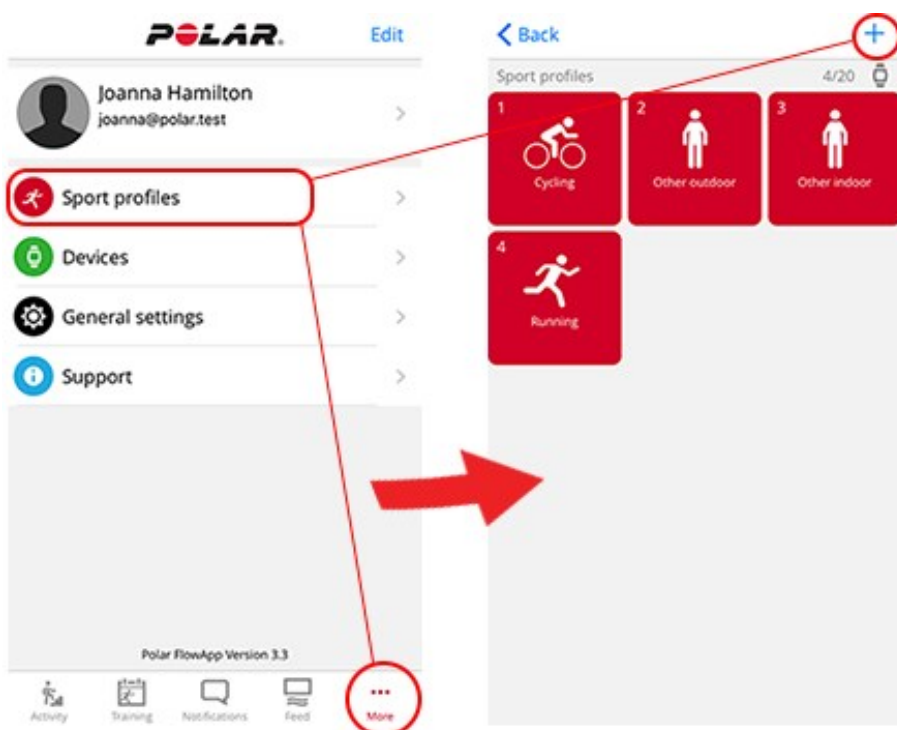 POLAR.
Edit
Joanna Hamilton
joanna@polar.test
Sport profiles
Devices
General settings
Support
Polar FlowApp Version 3.3
Activity
Training
Notifications
Feed
More
Back
Sport profiles
4/20
1
Cycling
2
Other outdoor
3
Other indoor
4
Running